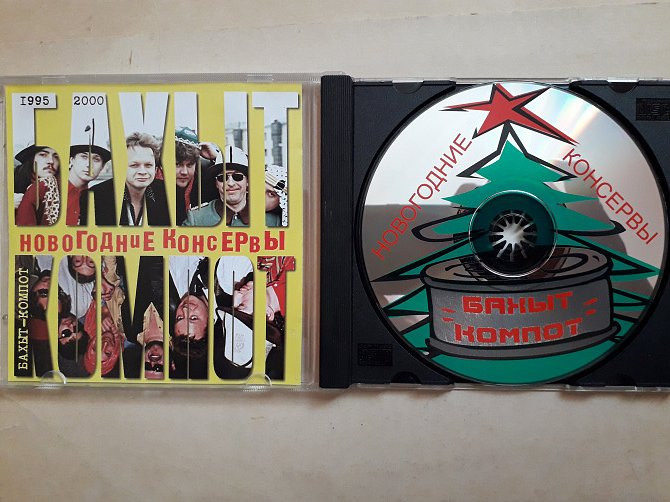 1995 2000
БАХЫТ
НОВОГОДНИЕ КОНСЕРВЫ
КОМПОТ
БАХЫТ-КОМПОТ
НОВОГОДНИЕ
КОНСЕРВЫ
БАХЫТ
КОМПОТ